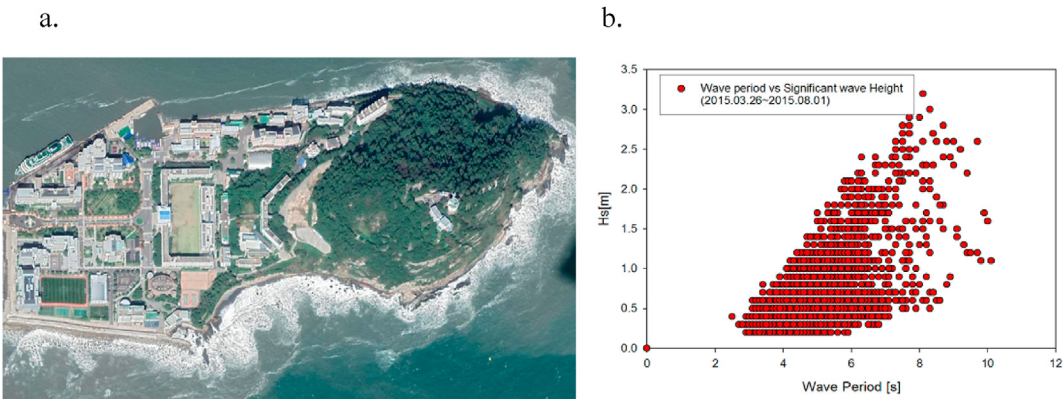 a.
b.
3.5
3.0
2.5
2.0
1.5
1.0
0.5
0.0
Hs[m]
Wave period vs Significant wave Height
(2015.03.26~2015.08.01)
0 2 4 6 8 10 12
Wave Period [s]